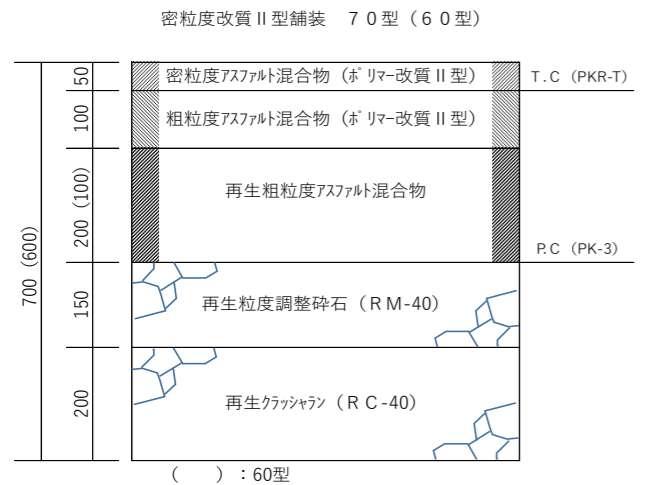 密粒度改質Ⅱ型舗装　７０型（６０型）
50
密粒度ｱｽﾌｧﾙﾄ混合物（ﾎﾟﾘﾏｰ改質Ⅱ型）
T.C（PKR-T）
100
粗粒度ｱｽﾌｧﾙﾄ混合物（ﾎﾟﾘﾏｰ改質Ⅱ型）
200（100）
再生粗粒度ｱｽﾌｧﾙﾄ混合物
P.C（PK-3）
700（600）
150
再生粒度調整砕石（ＲＭ-40）
200
再生ｸﾗｯｼｬﾗﾝ（ＲＣ-40）
（　　）：60型